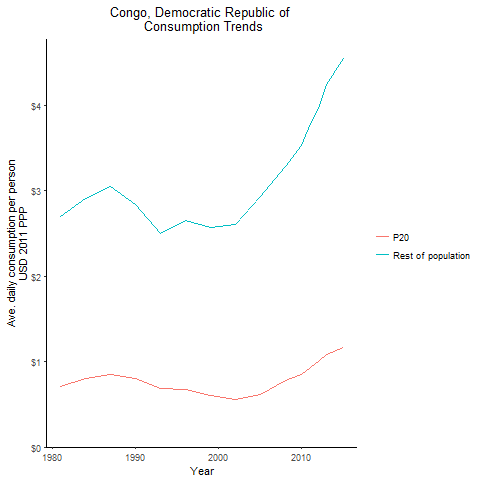 Congo, Democratic Republic of
Consumption Trends
Ave. daily consumption per person
USD 2011 PPP
$4
$3
$2
$1
$0
1980
1990
2000
2010
Year
P20
Rest of population